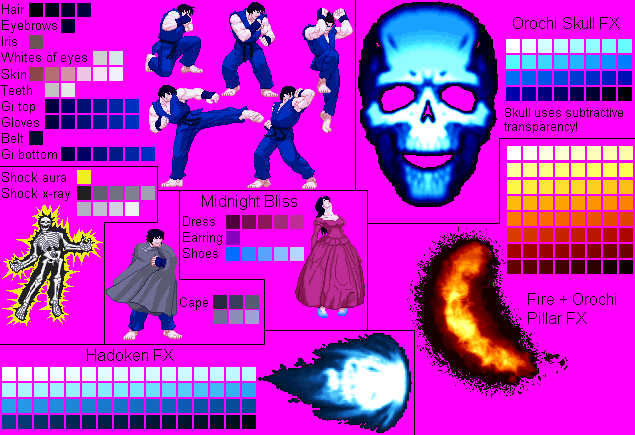 Hair
Eyebrows
Iris
Whites of eyes
Skin
Teeth
Gi top
Gloves
Belt
Gi bottom
Shock aura
Shock x-ray
Midnight Bliss
Dress
Earring
Shoes
Cape
Orochi Skull FX
Skull uses subtractive
transparency!
Fire + Orochi
Pillar FX
Hadoken FX